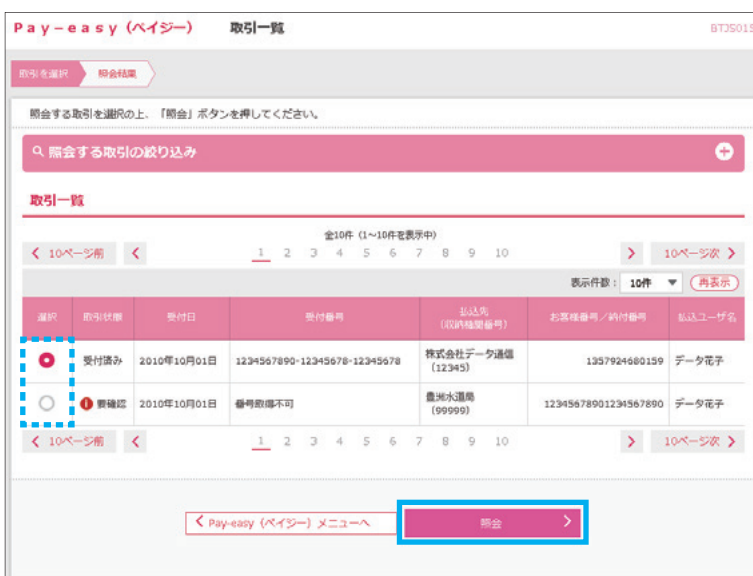 Pay-easy（ペイジー） 取引一覧 BTJS015
取引を選択 照会結果
照会する取引を選択の上、「照会」ボタンを押してください。
照会する取引の絞り込み
取引一覧
全10件（1～10件を表示中）
10ページ前 1 2 3 4 5 6 7 8 9 10 10ページ次
表示件数： 10件 再表示
選択 取引状態 受付日 受付番号 払込先（収納機関番号） お客様番号／納付番号 払込ユーザ名
受付済み 2010年10月01日 1234567890-12345678-12345678 株式会社データ通信（12345） 1357924680159 データ花子
要確認 2010年10月01日 番号取得不可 豊洲水道局（99999） 12345678901234567890 データ花子
10ページ前 1 2 3 4 5 6 7 8 9 10 10ページ次
Pay-easy（ペイジー）メニューへ 照会